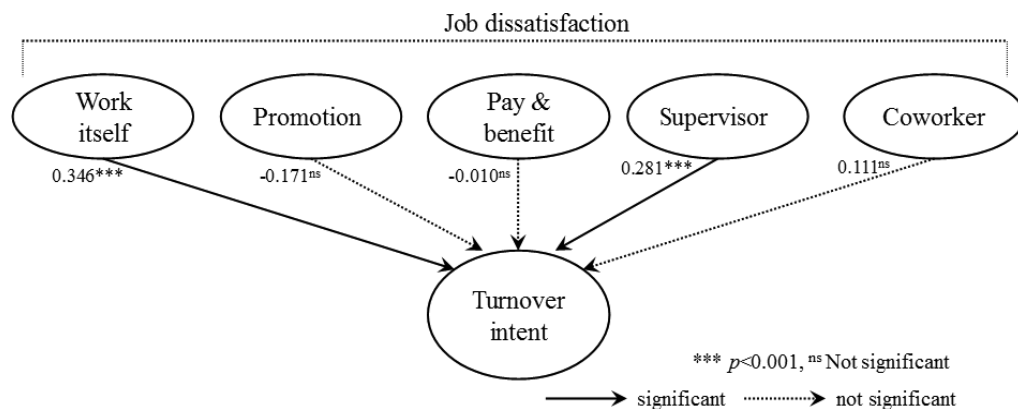 Job dissatisfaction
Work
itself
Promotion
Pay &
benefit
Supervisor
Coworker
0.346***
-0.171ns
-0.010ns
0.281***
0.111ns
Turnover
intent
*** p<0.001, ns Not significant
significant
not significant